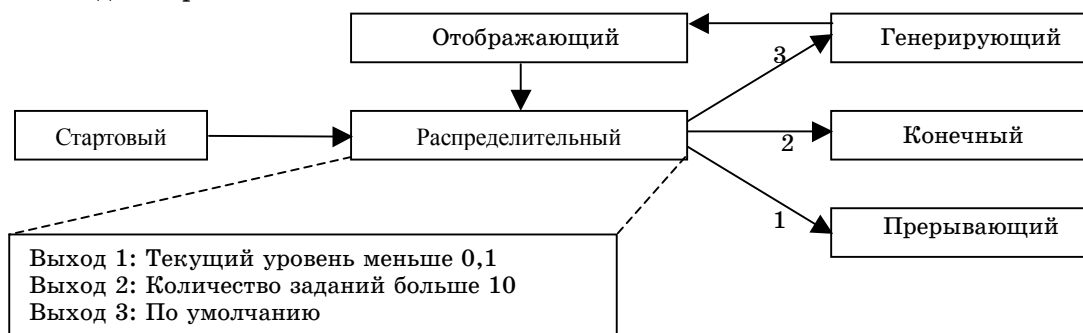 Отображающий
Генерирующий
3
Стартовый
Распределительный
2
Конечный
1
Прерывающий
Выход 1: Текущий уровень меньше 0,1
Выход 2: Количество заданий больше 10
Выход 3: По умолчанию